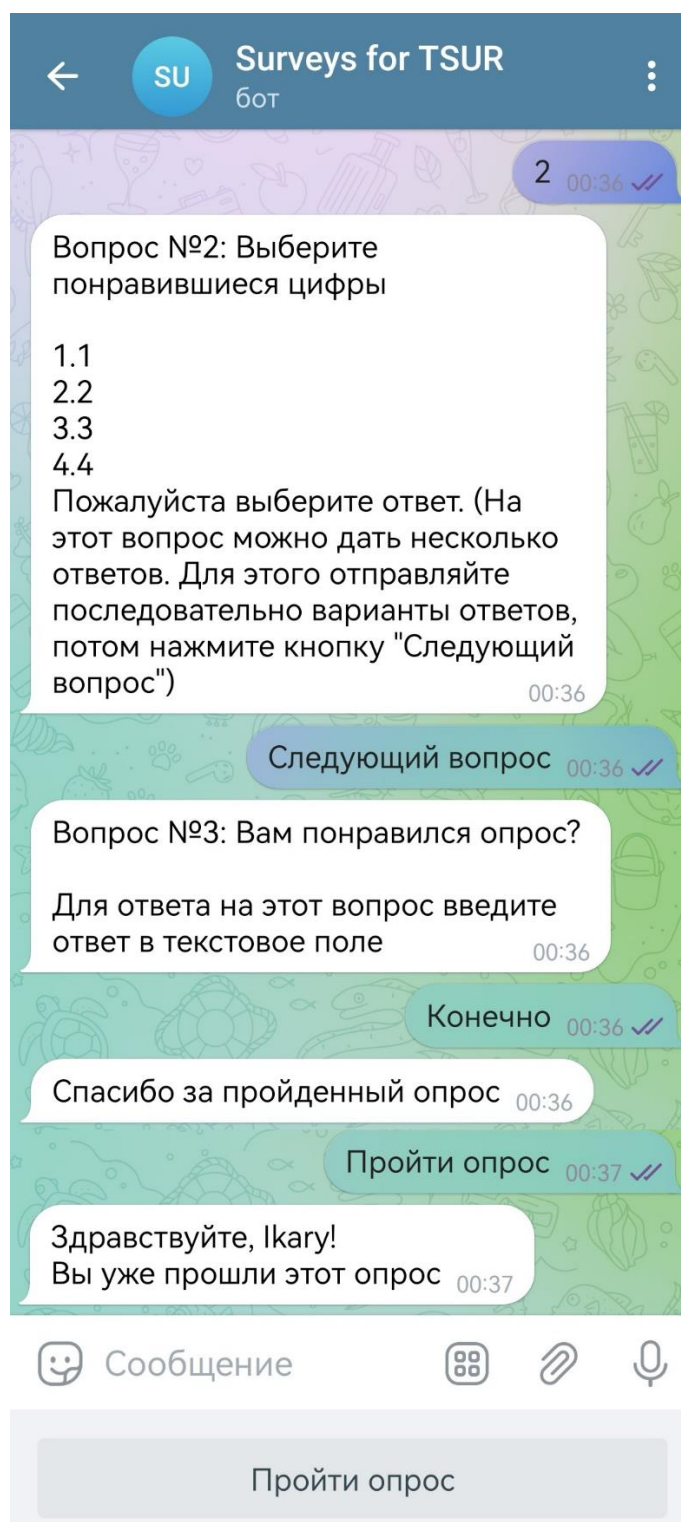 Surveys for TSUR
SU
бот
2 00:36
Вопрос №2: Выберите
понравившиеся цифры
1.1
2.2
3.3
4.4
Пожалуйста выберите ответ. (На
этот вопрос можно дать несколько
ответов. Для этого отправляйте
последовательно варианты ответов,
потом нажмите кнопку "Следующий
вопрос") 00:36
Следующий вопрос 00:36
Вопрос №3: Вам понравился опрос?
Для ответа на этот вопрос введите
ответ в текстовое поле 00:36
Конечно 00:36
Спасибо за пройденный опрос 00:36
Пройти опрос 00:37
Здравствуйте, Ikary!
Вы уже прошли этот опрос 00:37
Сообщение
Пройти опрос